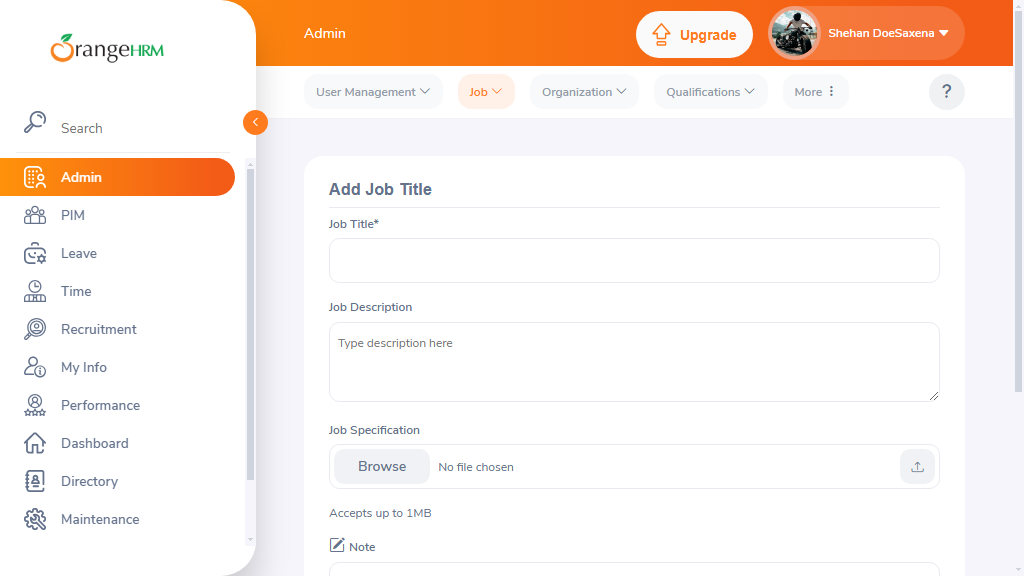 OrangeHRM
Search
Admin
PIM
Leave
Time
Recruitment
My Info
Performance
Dashboard
Directory
Maintenance
Admin
Upgrade
Shehan DoeSaxena
User Management
Job
Organization
Qualifications
More
?
Add Job Title
Job Title*
Job Description
Type description here
Job Specification
Browse
No file chosen
Accepts up to 1MB
Note